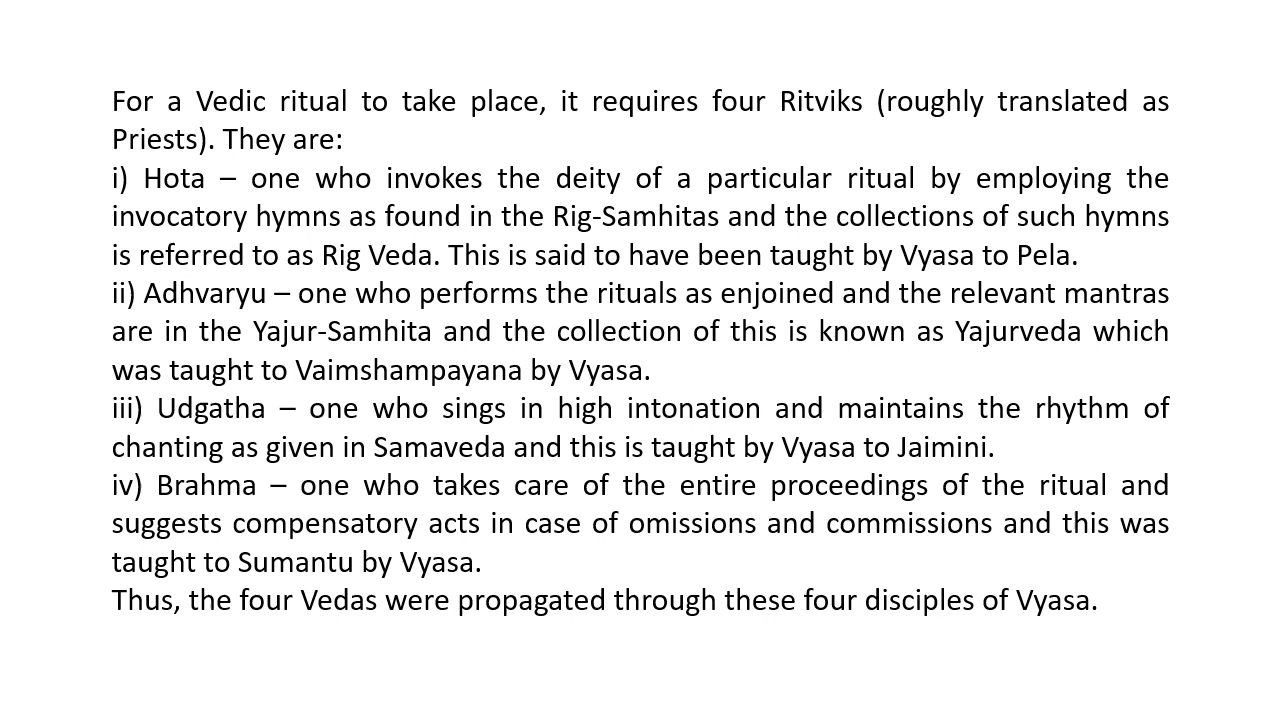 For a Vedic ritual to take place, it requires four Ritviks (roughly translated as
Priests). They are:
i) Hota – one who invokes the deity of a particular ritual by employing the
invocatory hymns as found in the Rig-Samhitas and the collections of such hymns
is referred to as Rig Veda. This is said to have been taught by Vyasa to Pela.
ii) Adhvaryu – one who performs the rituals as enjoined and the relevant mantras
are in the Yajur-Samhita and the collection of this is known as Yajurveda which
was taught to Vaimshampayana by Vyasa.
iii) Udgatha – one who sings in high intonation and maintains the rhythm of
chanting as given in Samaveda and this is taught by Vyasa to Jaimini.
iv) Brahma – one who takes care of the entire proceedings of the ritual and
suggests compensatory acts in case of omissions and commissions and this was
taught to Sumantu by Vyasa.
Thus, the four Vedas were propagated through these four disciples of Vyasa.